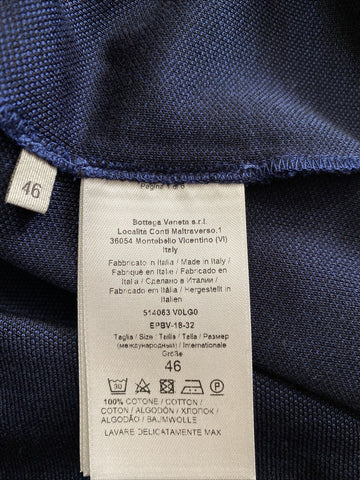 46
Pagina 1 di 6
Bottega Veneta s.r.l.
Località Conti Maltraverso,1
36054 Montebello Vicentino (VI)
Italy
Fabbricato in Italia / Made in Italy /
Fabriqué en Italie / Fabricado en
Italia / Сделано в Италии /
Fabricado em Itália / Hergestellt in
Italien
514063 V0LG0
EPBV-18-32
Taglia / Size / Taille / Talla / Размер
(международный) / Internationale
Größe
46
30
100% COTONE / COTTON /
COTON / ALGODÓN / ХЛОПОК /
ALGODÃO / BAUMWOLLE
LAVARE DELICATAMENTE MAX